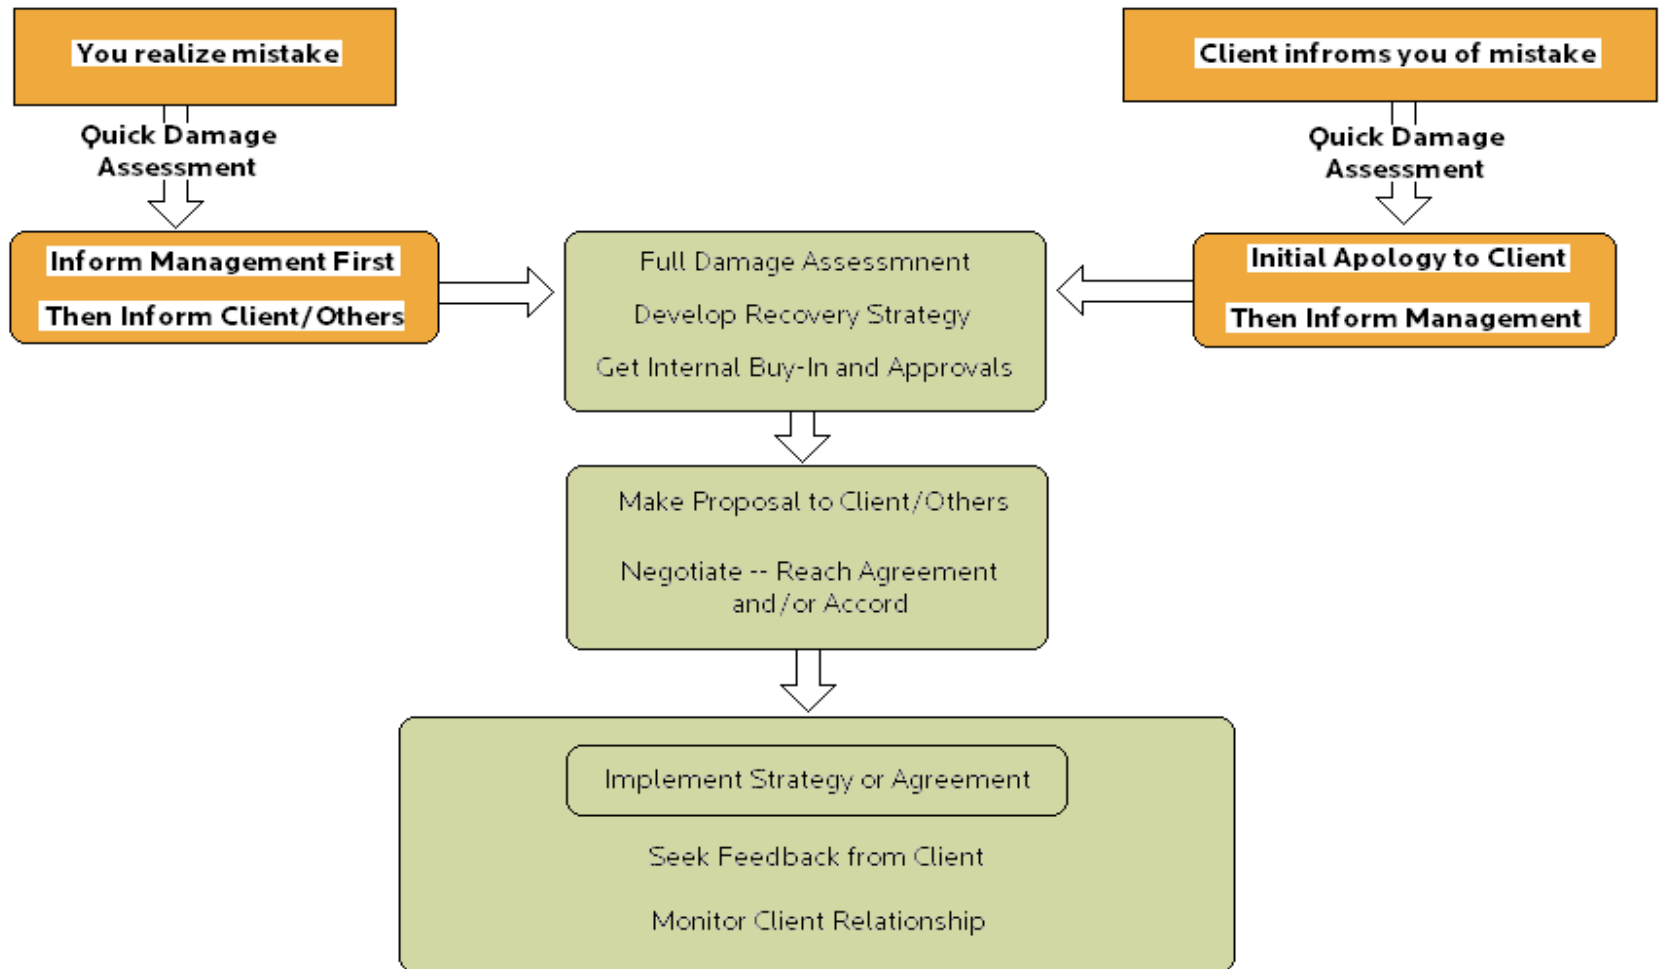 You realize mistake
Client infroms you of mistake
Quick Damage
Assessment
Quick Damage
Assessment
Inform Management First
Then Inform Client/Others
Full Damage Assessmnent
Develop Recovery Strategy
Get Internal Buy-In and Approvals
Initial Apology to Client
Then Inform Management
Make Proposal to Client/Others
Negotiate -- Reach Agreement
and/or Accord
Implement Strategy or Agreement
Seek Feedback from Client
Monitor Client Relationship